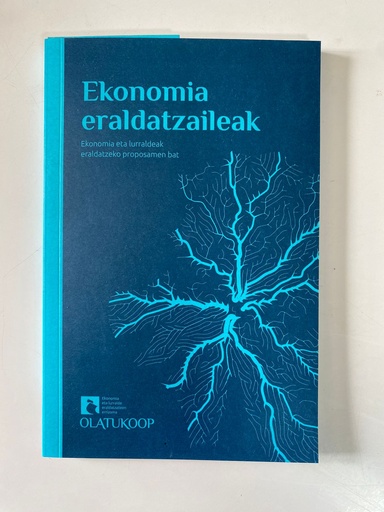 Ekonomia
eraldatzaileak
Ekonomia eta lurraldeak
eraldatzeko proposamen bat
OLATUKOOP